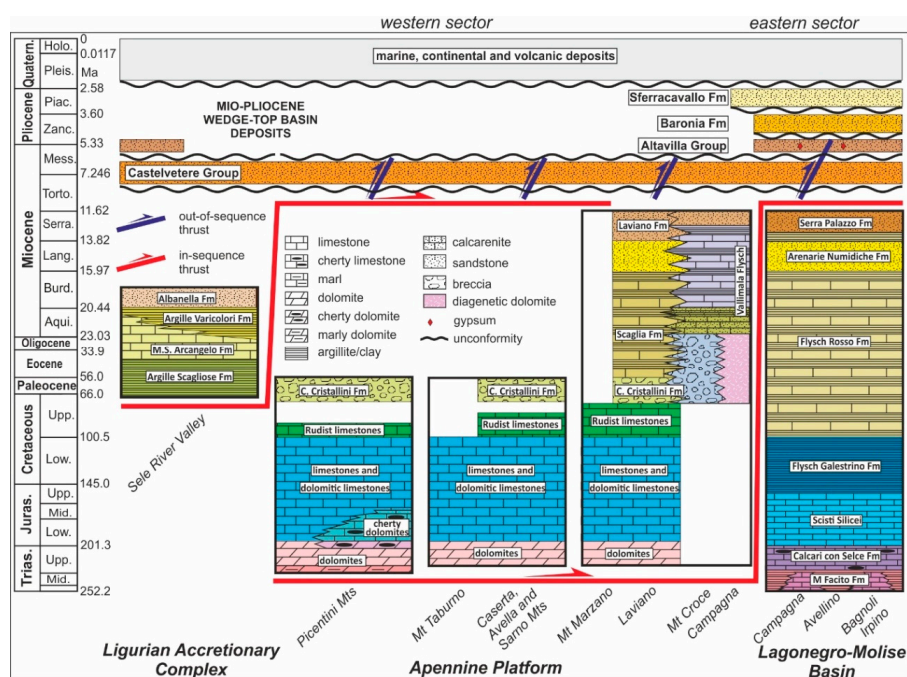 western sector
eastern sector
Quatern.
Holo.
Pleis.
Pliocene
Piac.
Zanc.
Miocene
Mess.
Torto.
Serra.
Lang.
Burd.
Aqui.
Oligocene
Eocene
Paleocene
Cretaceous
Upp.
Low.
Juras.
Upp.
Mid.
Low.
Trias.
Upp.
Mid.
0
0.0117
Ma
2.58
3.60
5.33
7.246
11.62
13.82
15.97
20.44
23.03
33.9
56.0
66.0
100.5
145.0
201.3
252.2
marine, continental and volcanic deposits
MIO-PLIOCENE
WEDGE-TOP BASIN
DEPOSITS
Sferracavallo Fm
Baronia Fm
Altavilla Group
Castelvetere Group
out-of-sequence
thrust
in-sequence
thrust
limestone
cherty limestone
marl
dolomite
cherty dolomite
marly dolomite
argillite/clay
calcarenite
sandstone
breccia
diagenetic dolomite
gypsum
unconformity
Albanella Fm
Argille Varicolori Fm
M.S. Arcangelo Fm
Argille Scagliose Fm
Sele River Valley
C. Cristallini Fm
Rudist limestones
limestones and
dolomitic limestones
cherty
dolomites
dolomites
Picentini Mts
C. Cristallini Fm
Rudist limestones
limestones and
dolomitic limestones
dolomites
Mt Taburno
Caserta,
Avella and
Sarno Mts
Laviano Fm
Vallimala Flysch
Scaglia Fm
C. Cristallini Fm
Rudist limestones
limestones and
dolomitic limestones
dolomites
Mt Marzano
Laviano
Mt Croce
Campagna
Serra Palazzo Fm
Arenarie Numidiche Fm
Flysch Rosso Fm
Flysch Galestrino Fm
Scisti Silicei
Calcari con Selce Fm
M Facito Fm
Campagna
Avellino
Bagnoli
Irpino
Ligurian Accretionary
Complex
Apennine Platform
Lagonegro-Molise
Basin